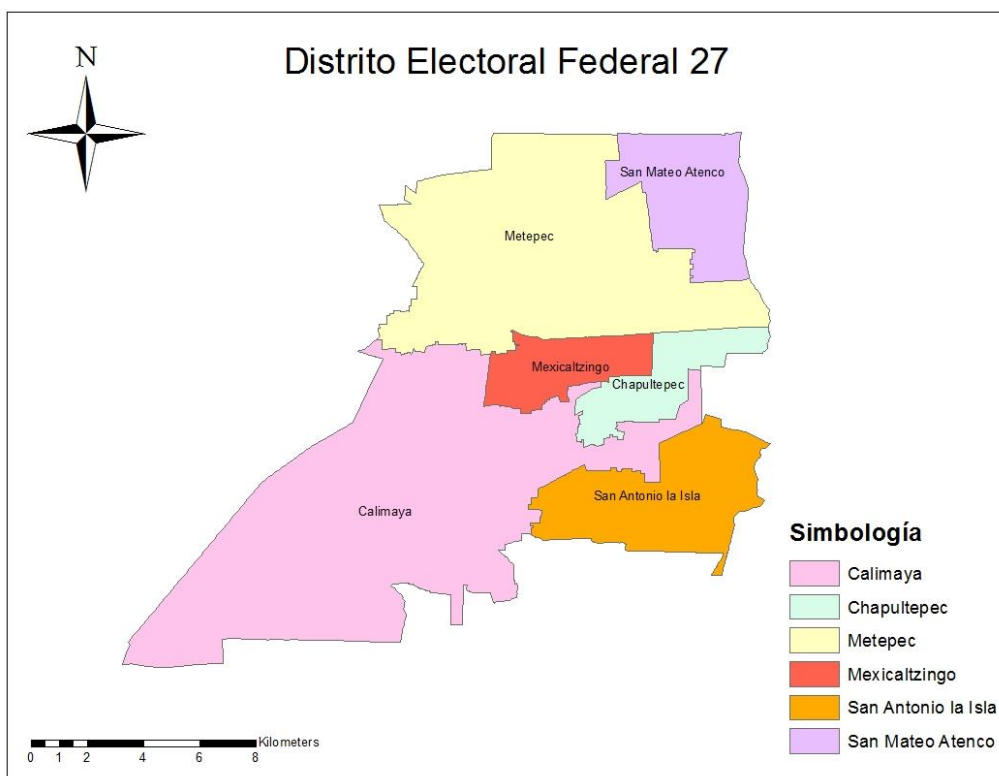 Distrito Electoral Federal 27
N
San Mateo Atenco
Metepec
Mexicaltzingo
Chapultepec
San Antonio la Isla
Calimaya
Simbología
Calimaya
Chapultepec
Metepec
Mexicaltzingo
San Antonio la Isla
San Mateo Atenco
Kilometers
0 1 2 4 6 8